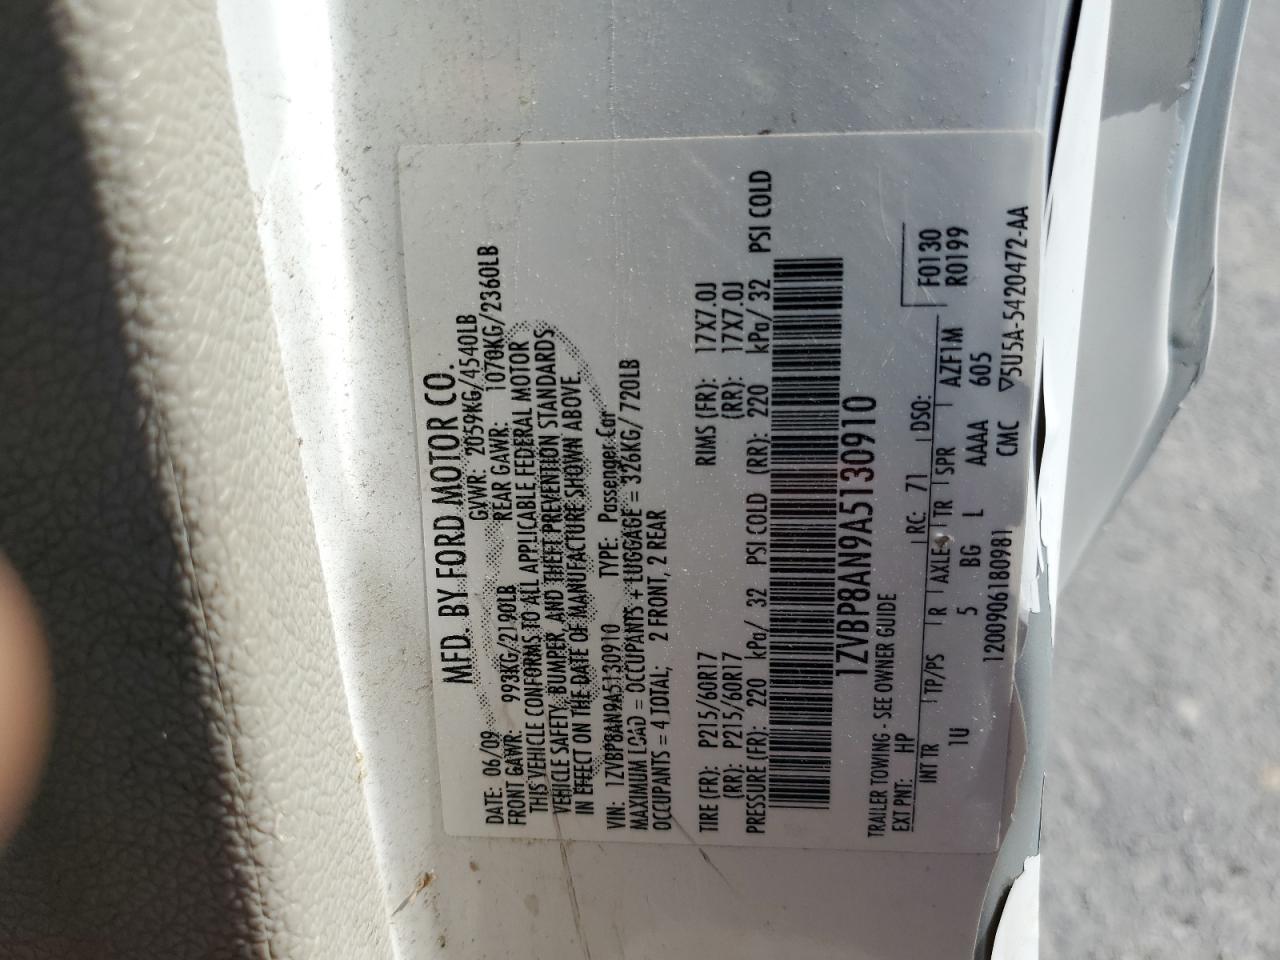 MFD. BY FORD MOTOR CO.
DATE: 06/09 GVWR: 2059KG/4540LB
FRONT GAWR: 993KG/2190LB REAR GAWR: 1070KG/2360LB
THIS VEHICLE CONFORMS TO ALL APPLICABLE FEDERAL MOTOR
VEHICLE SAFETY, BUMPER, AND THEFT PREVENTION STANDARDS
IN EFFECT ON THE DATE OF MANUFACTURE SHOWN ABOVE
VIN: 1ZVBP8AN9A5130910 TYPE: Passenger Car
MAXIMUM LOAD = OCCUPANTS + LUGGAGE = 326KG/720LB
OCCUPANTS = 4 TOTAL; 2 FRONT, 2 REAR
TIRE (FR): P215/60R17 RIMS (FR): 17X7.0J
(RR): P215/60R17 (RR): 17X7.0J
PRESSURE (FR): 220 kPa/ 32 PSI COLD (RR): 220 kPa/ 32 PSI COLD
1ZVBP8AN9A5130910
TRAILER TOWING - SEE OWNER GUIDE
EXT PNT: HP RC: 71 DSO: F0130
INT TR TP/PS R AXLE TR SPR AZF1M R0199
1U 5 BG L AAAA 605
1200906180981 CMC ▽5U5A-5420472-AA